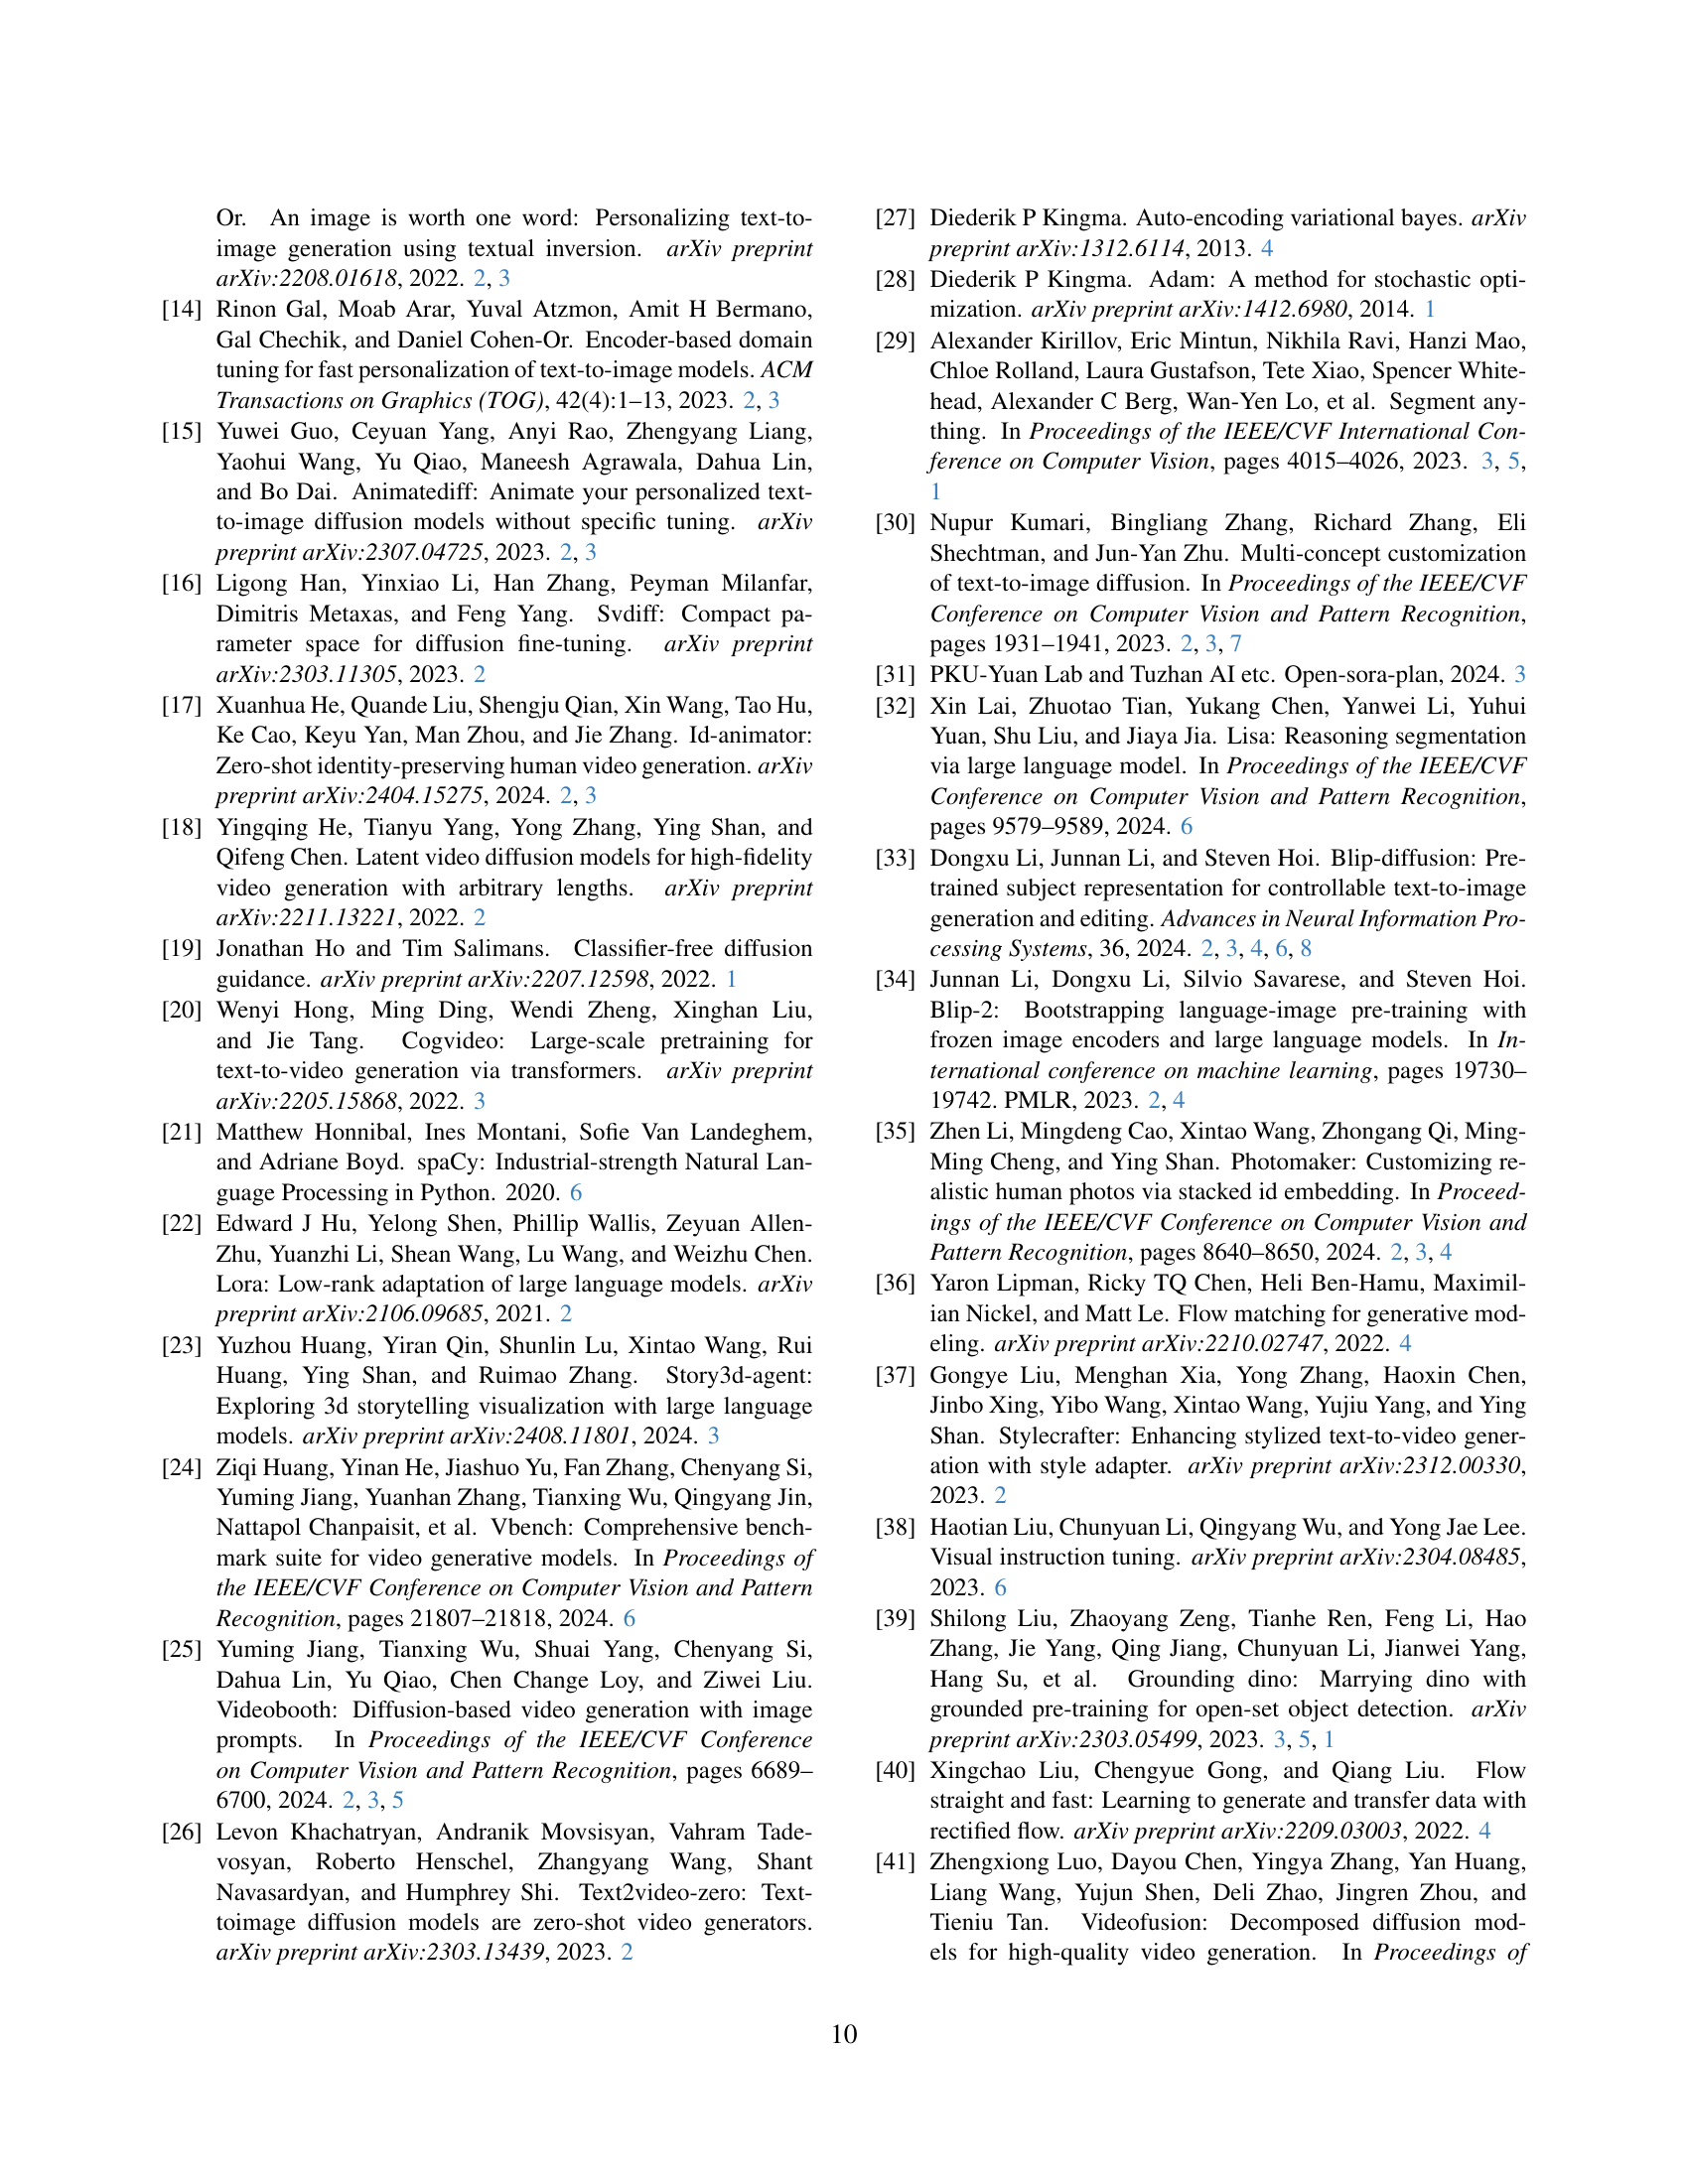 Or. An image is worth one word: Personalizing text-to-
image generation using textual inversion. arXiv preprint
arXiv:2208.01618, 2022. 2, 3
[14] Rinon Gal, Moab Arar, Yuval Atzmon, Amit H Bermano,
Gal Chechik, and Daniel Cohen-Or. Encoder-based domain
tuning for fast personalization of text-to-image models. ACM
Transactions on Graphics (TOG), 42(4):1–13, 2023. 2, 3
[15] Yuwei Guo, Ceyuan Yang, Anyi Rao, Zhengyang Liang,
Yaohui Wang, Yu Qiao, Maneesh Agrawala, Dahua Lin,
and Bo Dai. Animatediff: Animate your personalized text-
to-image diffusion models without specific tuning. arXiv
preprint arXiv:2307.04725, 2023. 2, 3
[16] Ligong Han, Yinxiao Li, Han Zhang, Peyman Milanfar,
Dimitris Metaxas, and Feng Yang. Svdiff: Compact pa-
rameter space for diffusion fine-tuning. arXiv preprint
arXiv:2303.11305, 2023. 2
[17] Xuanhua He, Quande Liu, Shengju Qian, Xin Wang, Tao Hu,
Ke Cao, Keyu Yan, Man Zhou, and Jie Zhang. Id-animator:
Zero-shot identity-preserving human video generation. arXiv
preprint arXiv:2404.15275, 2024. 2, 3
[18] Yingqing He, Tianyu Yang, Yong Zhang, Ying Shan, and
Qifeng Chen. Latent video diffusion models for high-fidelity
video generation with arbitrary lengths. arXiv preprint
arXiv:2211.13221, 2022. 2
[19] Jonathan Ho and Tim Salimans. Classifier-free diffusion
guidance. arXiv preprint arXiv:2207.12598, 2022. 1
[20] Wenyi Hong, Ming Ding, Wendi Zheng, Xinghan Liu,
and Jie Tang. Cogvideo: Large-scale pretraining for
text-to-video generation via transformers. arXiv preprint
arXiv:2205.15868, 2022. 3
[21] Matthew Honnibal, Ines Montani, Sofie Van Landeghem,
and Adriane Boyd. spaCy: Industrial-strength Natural Lan-
guage Processing in Python. 2020. 6
[22] Edward J Hu, Yelong Shen, Phillip Wallis, Zeyuan Allen-
Zhu, Yuanzhi Li, Shean Wang, Lu Wang, and Weizhu Chen.
Lora: Low-rank adaptation of large language models. arXiv
preprint arXiv:2106.09685, 2021. 2
[23] Yuzhou Huang, Yiran Qin, Shunlin Lu, Xintao Wang, Rui
Huang, Ying Shan, and Ruimao Zhang. Story3d-agent:
Exploring 3d storytelling visualization with large language
models. arXiv preprint arXiv:2408.11801, 2024. 3
[24] Ziqi Huang, Yinan He, Jiashuo Yu, Fan Zhang, Chenyang Si,
Yuming Jiang, Yuanhan Zhang, Tianxing Wu, Qingyang Jin,
Nattapol Chanpaisit, et al. Vbench: Comprehensive bench-
mark suite for video generative models. In Proceedings of
the IEEE/CVF Conference on Computer Vision and Pattern
Recognition, pages 21807–21818, 2024. 6
[25] Yuming Jiang, Tianxing Wu, Shuai Yang, Chenyang Si,
Dahua Lin, Yu Qiao, Chen Change Loy, and Ziwei Liu.
Videobooth: Diffusion-based video generation with image
prompts. In Proceedings of the IEEE/CVF Conference
on Computer Vision and Pattern Recognition, pages 6689–
6700, 2024. 2, 3, 5
[26] Levon Khachatryan, Andranik Movsisyan, Vahram Tade-
vosyan, Roberto Henschel, Zhangyang Wang, Shant
Navasardyan, and Humphrey Shi. Text2video-zero: Text-
toimage diffusion models are zero-shot video generators.
arXiv preprint arXiv:2303.13439, 2023. 2
[27] Diederik P Kingma. Auto-encoding variational bayes. arXiv
preprint arXiv:1312.6114, 2013. 4
[28] Diederik P Kingma. Adam: A method for stochastic opti-
mization. arXiv preprint arXiv:1412.6980, 2014. 1
[29] Alexander Kirillov, Eric Mintun, Nikhila Ravi, Hanzi Mao,
Chloe Rolland, Laura Gustafson, Tete Xiao, Spencer White-
head, Alexander C Berg, Wan-Yen Lo, et al. Segment any-
thing. In Proceedings of the IEEE/CVF International Con-
ference on Computer Vision, pages 4015–4026, 2023. 3, 5,
1
[30] Nupur Kumari, Bingliang Zhang, Richard Zhang, Eli
Shechtman, and Jun-Yan Zhu. Multi-concept customization
of text-to-image diffusion. In Proceedings of the IEEE/CVF
Conference on Computer Vision and Pattern Recognition,
pages 1931–1941, 2023. 2, 3, 7
[31] PKU-Yuan Lab and Tuzhan AI etc. Open-sora-plan, 2024. 3
[32] Xin Lai, Zhuotao Tian, Yukang Chen, Yanwei Li, Yuhui
Yuan, Shu Liu, and Jiaya Jia. Lisa: Reasoning segmentation
via large language model. In Proceedings of the IEEE/CVF
Conference on Computer Vision and Pattern Recognition,
pages 9579–9589, 2024. 6
[33] Dongxu Li, Junnan Li, and Steven Hoi. Blip-diffusion: Pre-
trained subject representation for controllable text-to-image
generation and editing. Advances in Neural Information Pro-
cessing Systems, 36, 2024. 2, 3, 4, 6, 8
[34] Junnan Li, Dongxu Li, Silvio Savarese, and Steven Hoi.
Blip-2: Bootstrapping language-image pre-training with
frozen image encoders and large language models. In In-
ternational conference on machine learning, pages 19730–
19742. PMLR, 2023. 2, 4
[35] Zhen Li, Mingdeng Cao, Xintao Wang, Zhongang Qi, Ming-
Ming Cheng, and Ying Shan. Photomaker: Customizing re-
alistic human photos via stacked id embedding. In Proceed-
ings of the IEEE/CVF Conference on Computer Vision and
Pattern Recognition, pages 8640–8650, 2024. 2, 3, 4
[36] Yaron Lipman, Ricky TQ Chen, Heli Ben-Hamu, Maximil-
ian Nickel, and Matt Le. Flow matching for generative mod-
eling. arXiv preprint arXiv:2210.02747, 2022. 4
[37] Gongye Liu, Menghan Xia, Yong Zhang, Haoxin Chen,
Jinbo Xing, Yibo Wang, Xintao Wang, Yujiu Yang, and Ying
Shan. Stylecrafter: Enhancing stylized text-to-video gener-
ation with style adapter. arXiv preprint arXiv:2312.00330,
2023. 2
[38] Haotian Liu, Chunyuan Li, Qingyang Wu, and Yong Jae Lee.
Visual instruction tuning. arXiv preprint arXiv:2304.08485,
2023. 6
[39] Shilong Liu, Zhaoyang Zeng, Tianhe Ren, Feng Li, Hao
Zhang, Jie Yang, Qing Jiang, Chunyuan Li, Jianwei Yang,
Hang Su, et al. Grounding dino: Marrying dino with
grounded pre-training for open-set object detection. arXiv
preprint arXiv:2303.05499, 2023. 3, 5, 1
[40] Xingchao Liu, Chengyue Gong, and Qiang Liu. Flow
straight and fast: Learning to generate and transfer data with
rectified flow. arXiv preprint arXiv:2209.03003, 2022. 4
[41] Zhengxiong Luo, Dayou Chen, Yingya Zhang, Yan Huang,
Liang Wang, Yujun Shen, Deli Zhao, Jingren Zhou, and
Tieniu Tan. Videofusion: Decomposed diffusion mod-
els for high-quality video generation. In Proceedings of
10